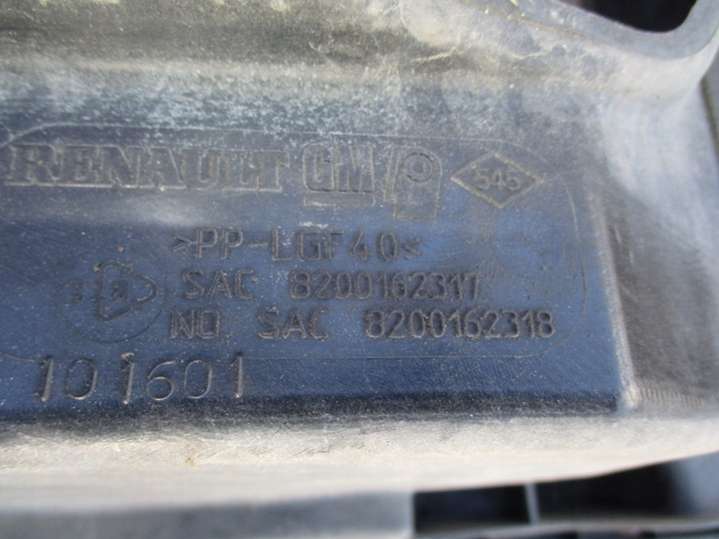 RENAULT GM 545
>PP-LGF40<
SAC 8200162317
NO SAC 8200162318
101601